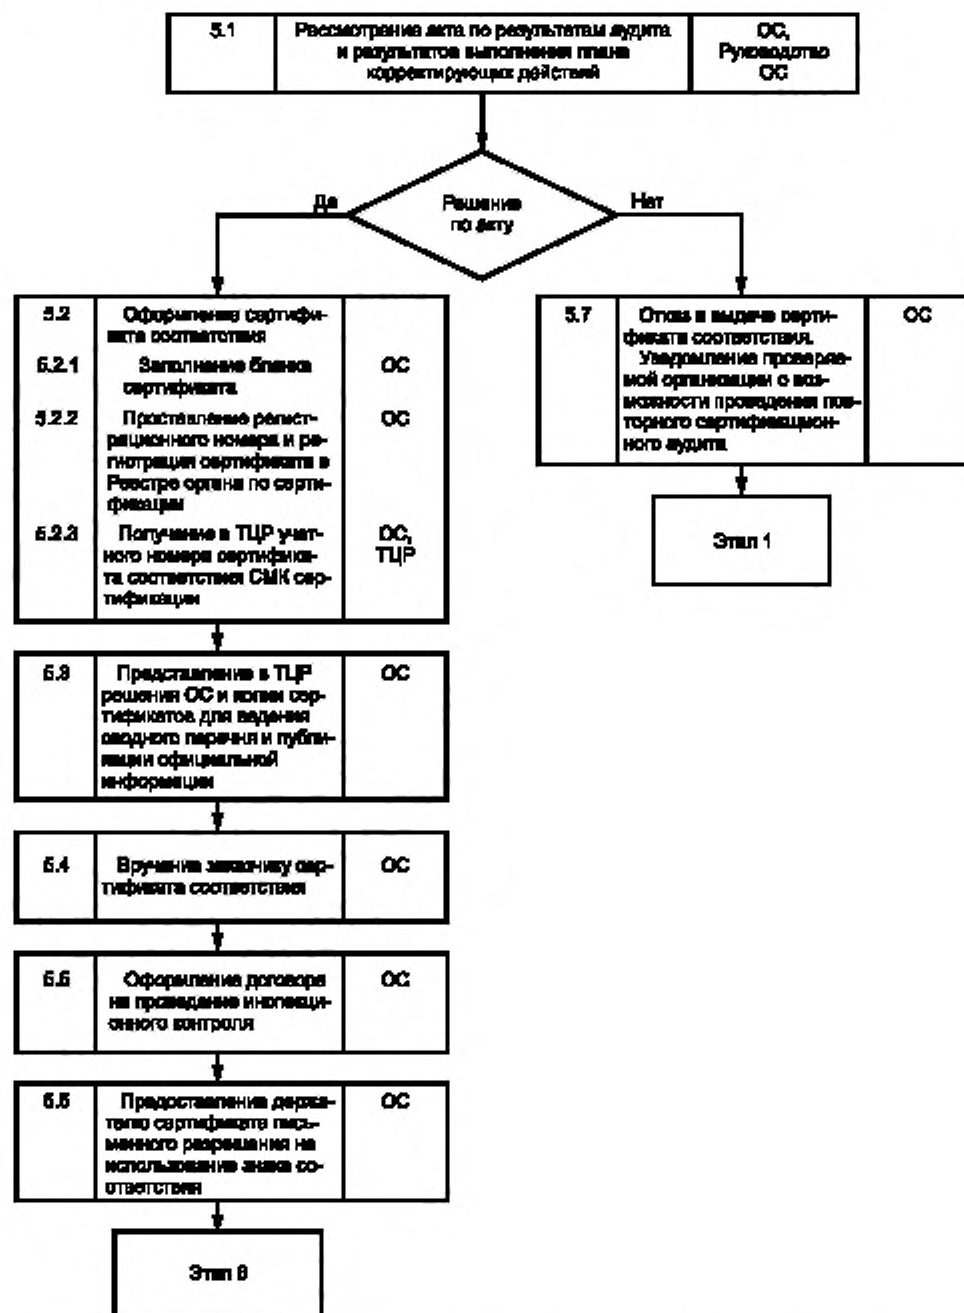 5.1
Рассмотрение акта по результатам аудита
и результатов выполнения плана
корректирующих действий
ОС,
Руководство
ОС
Решение
по акту
Да
Нет
5.2
Оформление сертифи-
ката соответствия
5.2.1
Заполнение бланка
сертификата
ОС
5.2.2
Проставление регист-
рационного номера и ре-
гистрация сертификата в
Реестре органа по серти-
фикации
ОС
5.2.3
Получение в ТЦР учет-
ного номера сертифика-
та соответствия СМК сер-
тификации
ОС,
ТЦР
5.7
Отказ в выдаче серти-
фиката соответствия.
Уведомление проверяе-
мой организации о воз-
можности проведения пов-
торного сертификацион-
ного аудита
ОС
Этап 1
5.3
Представление в ТЦР
решения ОС и копии сер-
тификатов для ведения
сводного перечня и публи-
кации официальной
информации
ОС
5.4
Вручение заказчику сер-
тификата соответствия
ОС
Оформление договора
на проведение инспекци-
онного контроля
ОС
Предоставление держа-
телю сертификата пись-
менного разрешения на
использование знака со-
ответствия
ОС
Этап